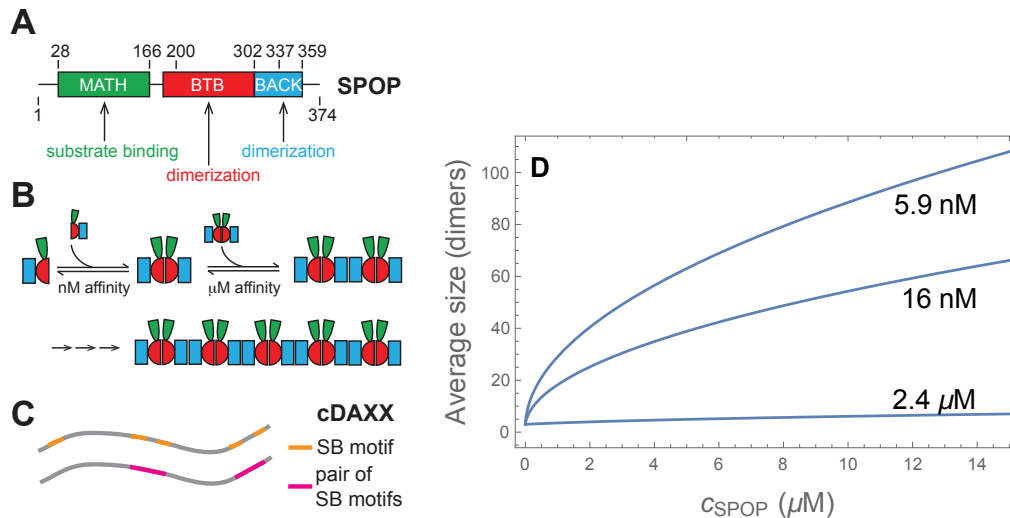 A
28 166 200 302 337 359
MATH BTB BACK SPOP
1 374
substrate binding dimerization
dimerization
B
nM affinity μM affinity
C
cDAXX
SB motif
pair of
SB motifs
D
Average size (dimers)
100
80
60
40
20
0
5.9 nM
16 nM
2.4 μM
0 2 4 6 8 10 12 14
cSPOP (μM)